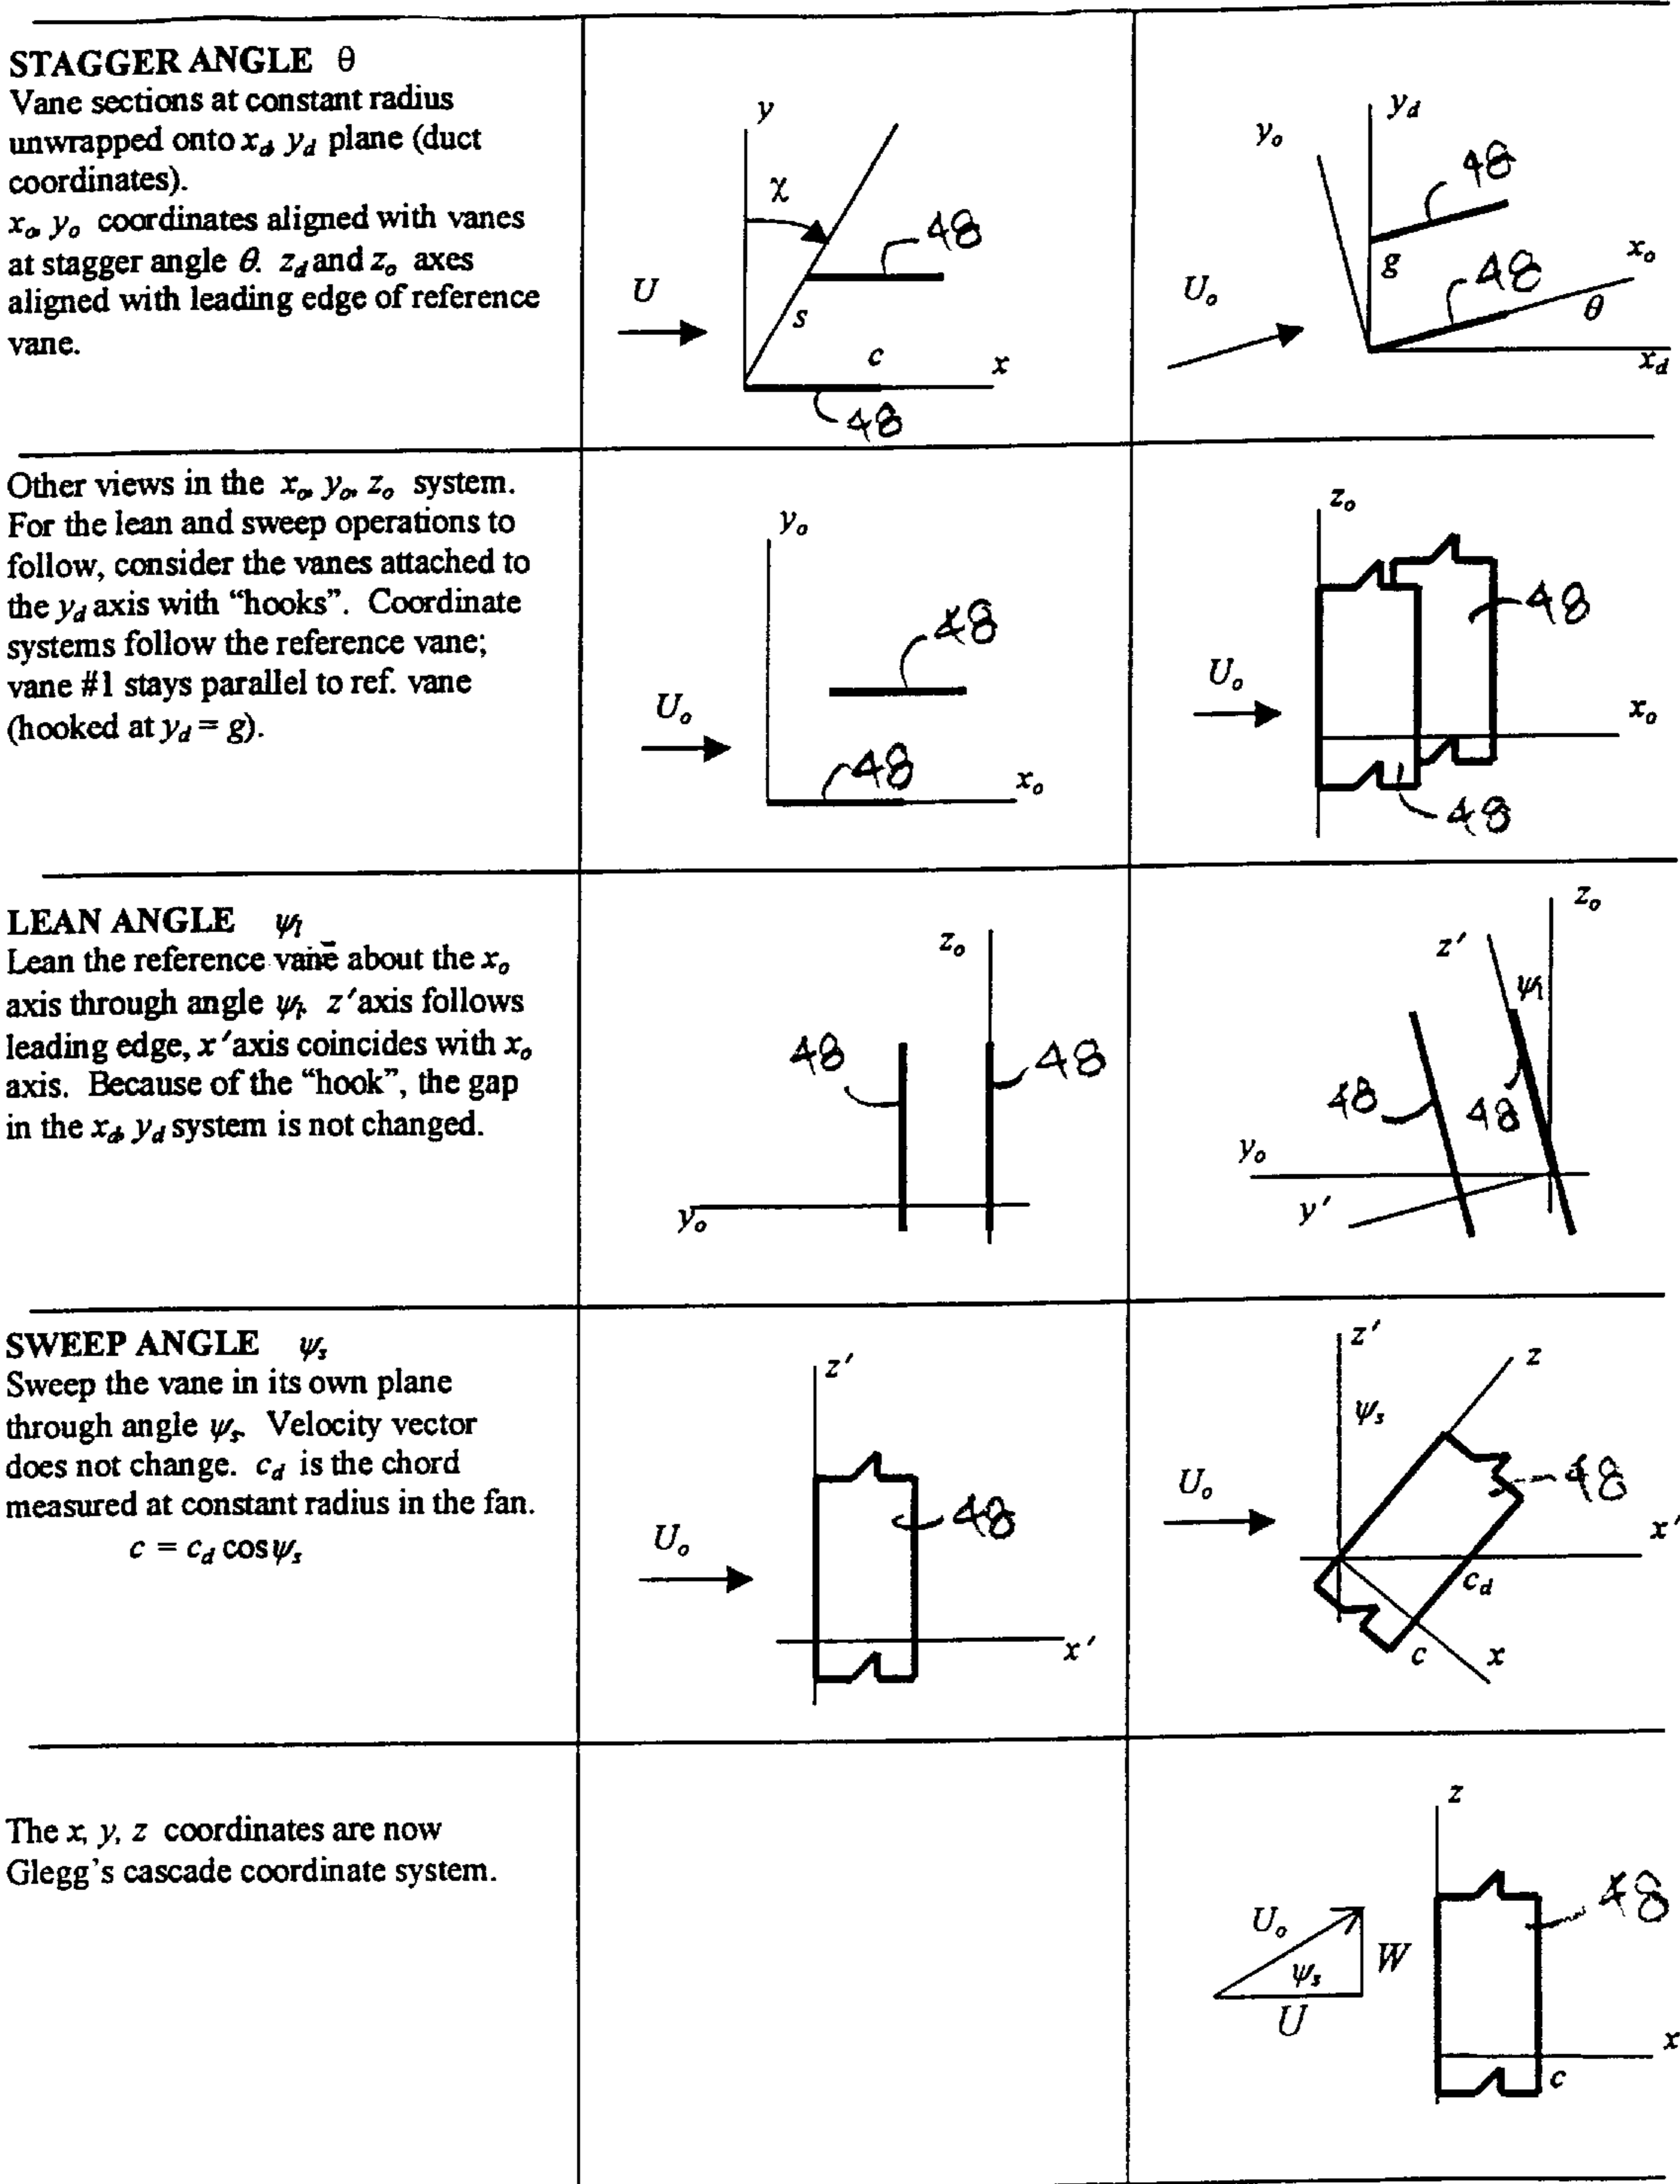 STAGGER ANGLE θ
Vane sections at constant radius
unwrapped onto x_d, y_d plane (duct
coordinates).
x_o, y_o coordinates aligned with vanes
at stagger angle θ. z_d and z_o axes
aligned with leading edge of reference
vane.
y
χ
48
U
s
c
x
48
y_d
y_o
48
x_o
g
48
U_o
θ
x_d
Other views in the x_o, y_o, z_o system.
For the lean and sweep operations to
follow, consider the vanes attached to
the y_d axis with “hooks”. Coordinate
systems follow the reference vane;
vane #1 stays parallel to ref. vane
(hooked at y_d = g).
y_o
48
U_o
48
x_o
z_o
48
U_o
x_o
48
LEAN ANGLE ψ_l
Lean the reference vane about the x_o
axis through angle ψ_l. z′ axis follows
leading edge, x′ axis coincides with x_o
axis. Because of the “hook”, the gap
in the x_d, y_d system is not changed.
z_o
48
48
y_o
z_o
z′
ψ_l
48
48
y_o
y′
SWEEP ANGLE ψ_s
Sweep the vane in its own plane
through angle ψ_s. Velocity vector
does not change. c_d is the chord
measured at constant radius in the fan.
c = c_d cos ψ_s
z′
48
U_o
x′
z′
z
ψ_s
48
U_o
x′
c_d
c
x
The x, y, z coordinates are now
Glegg’s cascade coordinate system.
z
48
U_o
W
ψ_s
U
x
c